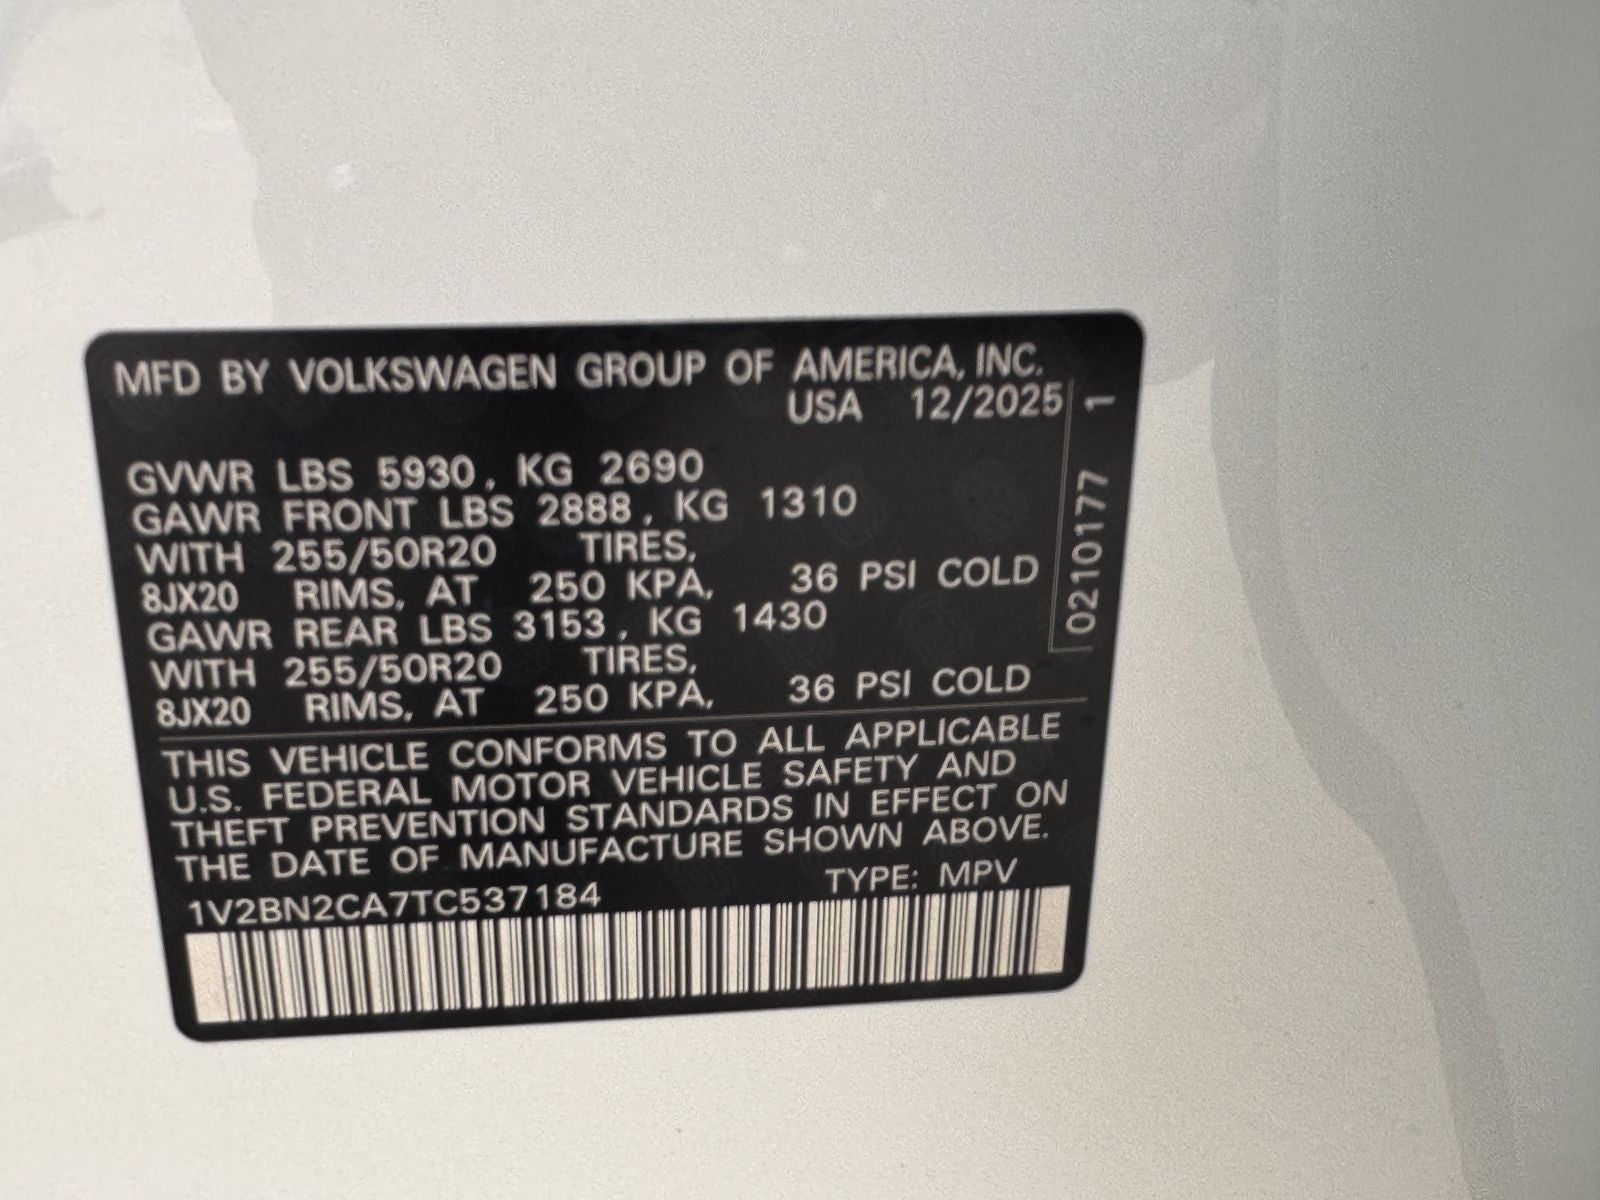 MFD BY VOLKSWAGEN GROUP OF AMERICA, INC.
USA 12/2025
GVWR LBS 5930, KG 2690
GAWR FRONT LBS 2888, KG 1310
WITH 255/50R20 TIRES,
8JX20 RIMS, AT 250 KPA, 36 PSI COLD
GAWR REAR LBS 3153, KG 1430
WITH 255/50R20 TIRES,
8JX20 RIMS, AT 250 KPA, 36 PSI COLD
THIS VEHICLE CONFORMS TO ALL APPLICABLE
U.S. FEDERAL MOTOR VEHICLE SAFETY AND
THEFT PREVENTION STANDARDS IN EFFECT ON
THE DATE OF MANUFACTURE SHOWN ABOVE.
1V2BN2CA7TC537184 TYPE: MPV
0210177 1